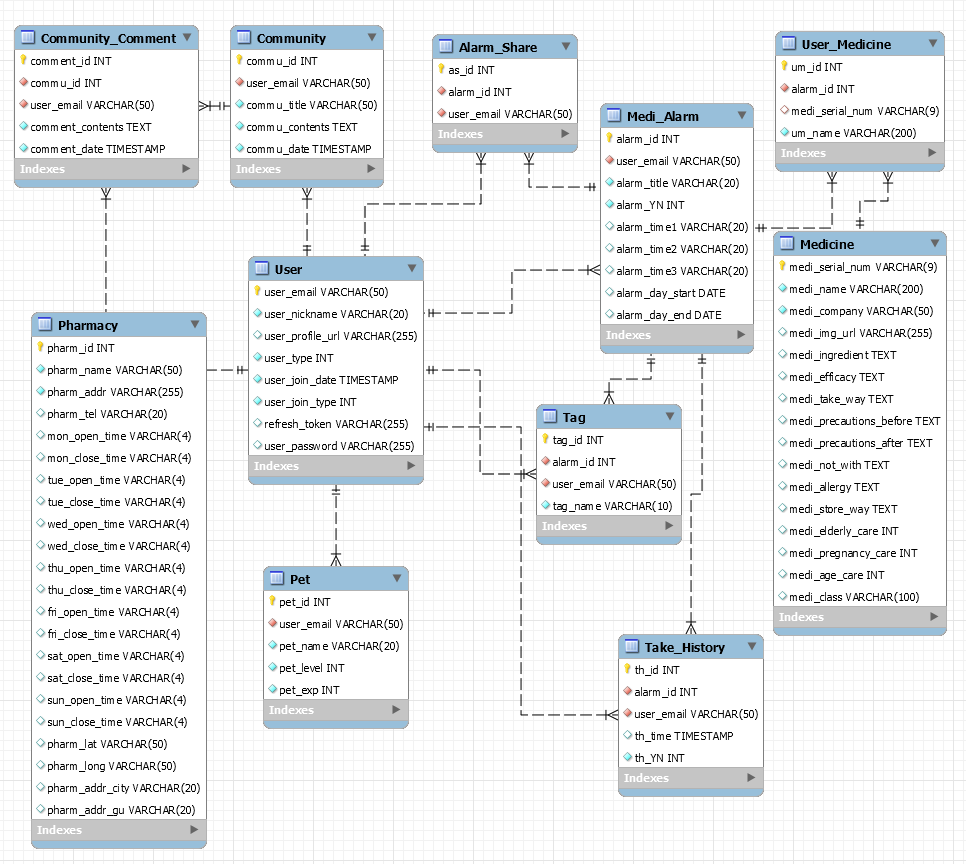 Community_Comment
comment_id INT
commu_id INT
user_email VARCHAR(50)
comment_contents TEXT
comment_date TIMESTAMP
Indexes
Community
commu_id INT
user_email VARCHAR(50)
commu_title VARCHAR(50)
commu_contents TEXT
commu_date TIMESTAMP
Indexes
Alarm_Share
as_id INT
alarm_id INT
user_email VARCHAR(50)
Indexes
Medi_Alarm
alarm_id INT
user_email VARCHAR(50)
alarm_title VARCHAR(20)
alarm_YN INT
alarm_time1 VARCHAR(20)
alarm_time2 VARCHAR(20)
alarm_time3 VARCHAR(20)
alarm_day_start DATE
alarm_day_end DATE
Indexes
User_Medicine
um_id INT
alarm_id INT
medi_serial_num VARCHAR(9)
um_name VARCHAR(200)
Indexes
Medicine
medi_serial_num VARCHAR(9)
medi_name VARCHAR(200)
medi_company VARCHAR(50)
medi_img_url VARCHAR(255)
medi_ingredient TEXT
medi_efficacy TEXT
medi_take_way TEXT
medi_precautions_before TEXT
medi_precautions_after TEXT
medi_not_with TEXT
medi_allergy TEXT
medi_store_way TEXT
medi_elderly_care INT
medi_pregnancy_care INT
medi_age_care INT
medi_class VARCHAR(100)
Indexes
User
user_email VARCHAR(50)
user_nickname VARCHAR(20)
user_profile_url VARCHAR(255)
user_type INT
user_join_date TIMESTAMP
user_join_type INT
refresh_token VARCHAR(255)
user_password VARCHAR(255)
Indexes
Pharmacy
pharm_id INT
pharm_name VARCHAR(50)
pharm_addr VARCHAR(255)
pharm_tel VARCHAR(20)
mon_open_time VARCHAR(4)
mon_close_time VARCHAR(4)
tue_open_time VARCHAR(4)
tue_close_time VARCHAR(4)
wed_open_time VARCHAR(4)
wed_close_time VARCHAR(4)
thu_open_time VARCHAR(4)
thu_close_time VARCHAR(4)
fri_open_time VARCHAR(4)
fri_close_time VARCHAR(4)
sat_open_time VARCHAR(4)
sat_close_time VARCHAR(4)
sun_open_time VARCHAR(4)
sun_close_time VARCHAR(4)
pharm_lat VARCHAR(50)
pharm_long VARCHAR(50)
pharm_addr_city VARCHAR(20)
pharm_addr_gu VARCHAR(20)
Indexes
Tag
tag_id INT
alarm_id INT
user_email VARCHAR(50)
tag_name VARCHAR(10)
Indexes
Pet
pet_id INT
user_email VARCHAR(50)
pet_name VARCHAR(20)
pet_level INT
pet_exp INT
Indexes
Take_History
th_id INT
alarm_id INT
user_email VARCHAR(50)
th_time TIMESTAMP
th_YN INT
Indexes